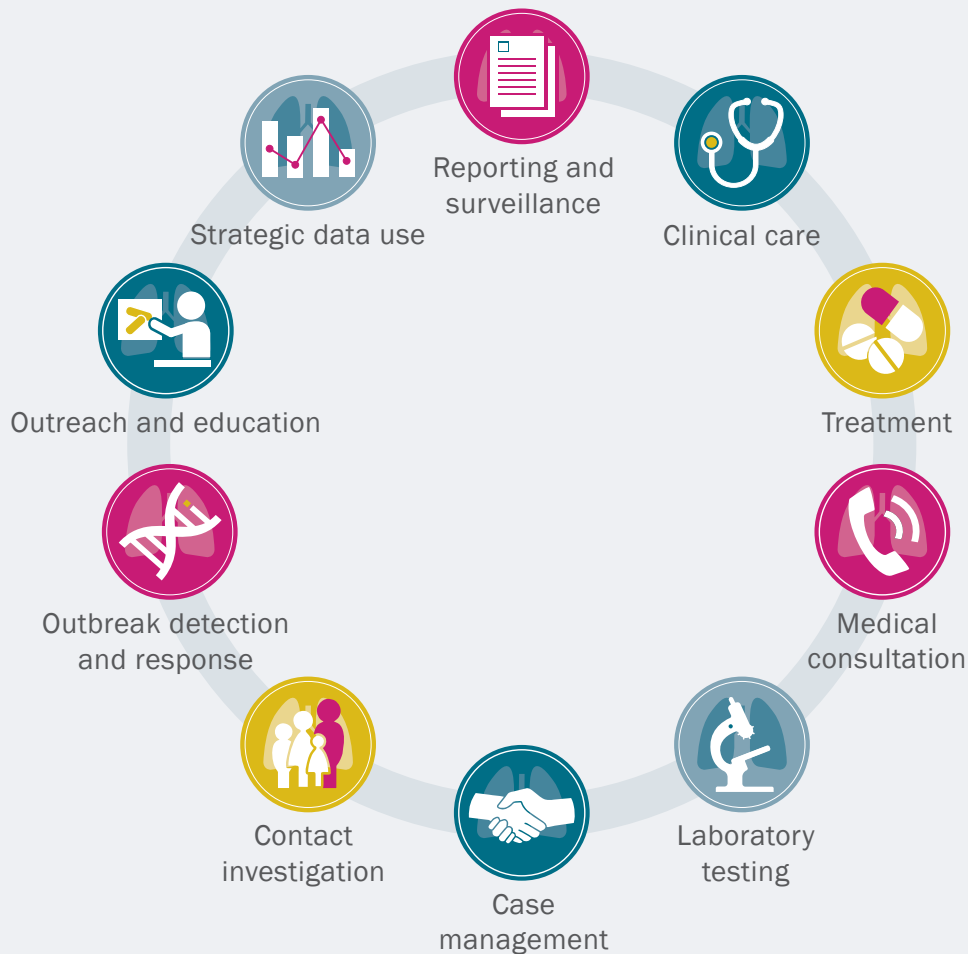 Reporting and
surveillance
Clinical care
Treatment
Medical
consultation
Laboratory
testing
Case
management
Contact
investigation
Outbreak detection
and response
Outreach and education
Strategic data use